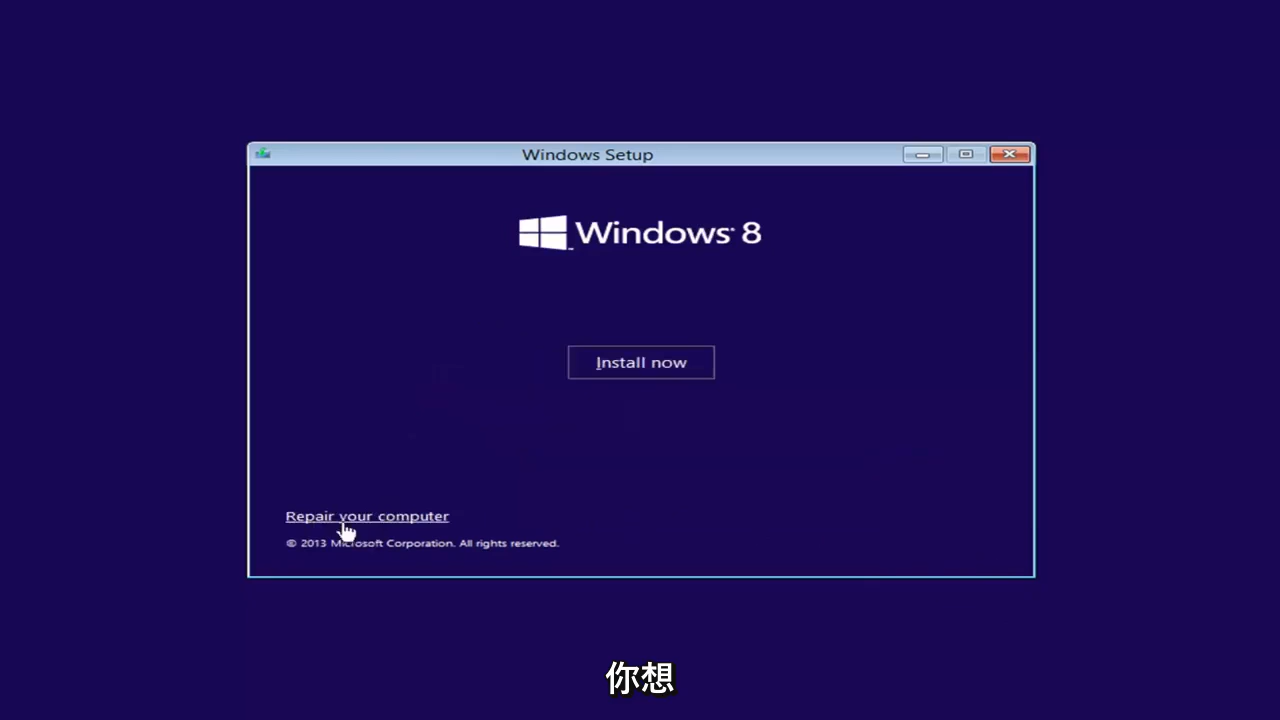 Windows Setup
Windows 8
Install now
Repair your computer
© 2013 Microsoft Corporation. All rights reserved.
你想